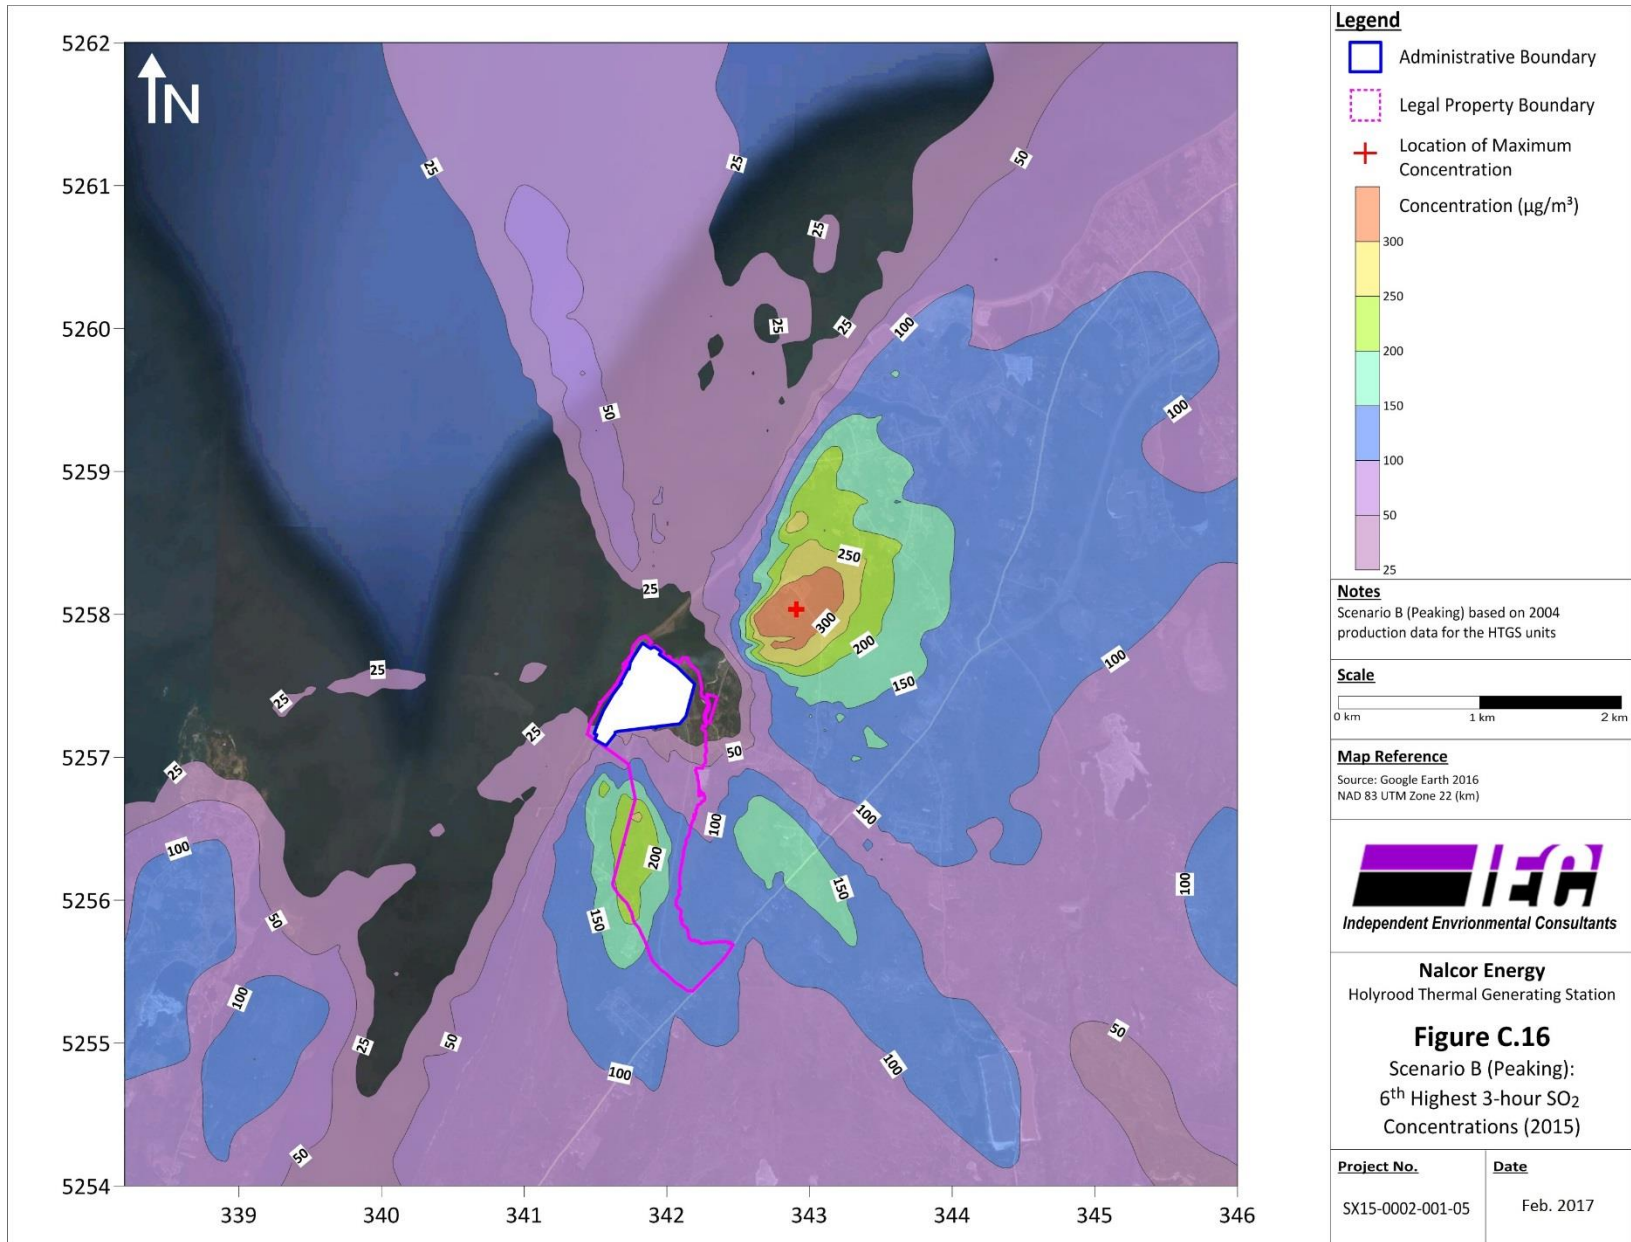 5262
5261
5260
5259
5258
5257
5256
5255
5254
339
340
341
342
343
344
345
346
N
25
25
50
25
25
25
100
50
100
50
25
250
300
200
150
100
25
25
25
25
50
100
100
100
50
100
200
150
150
100
25
50
100
100
50
50
Legend
Administrative Boundary
Legal Property Boundary
Location of Maximum
Concentration
Concentration (µg/m³)
300
250
200
150
100
50
25
Notes
Scenario B (Peaking) based on 2004
production data for the HTGS units
Scale
0 km 1 km 2 km
Map Reference
Source: Google Earth 2016
NAD 83 UTM Zone 22 (km)
IEC
Independent Envrionmental Consultants
Nalcor Energy
Holyrood Thermal Generating Station
Figure C.16
Scenario B (Peaking):
6th Highest 3-hour SO2
Concentrations (2015)
Project No.
SX15-0002-001-05
Date
Feb. 2017